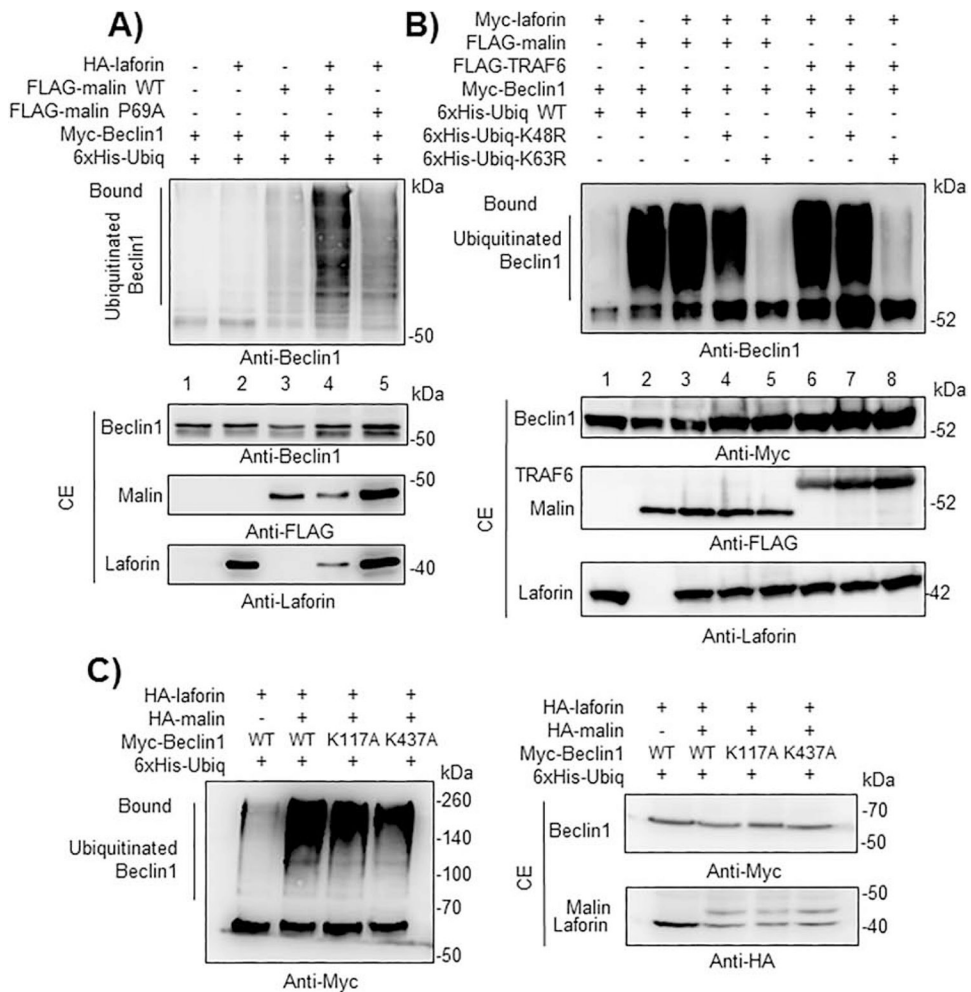 A)
HA-laforin - + - + +
FLAG-malin WT - - + + -
FLAG-malin P69A - - - - +
Myc-Beclin1 + + + + +
6xHis-Ubiq + + + + +
kDa
Bound
Ubiquitinated
Beclin1
-50
Anti-Beclin1
1 2 3 4 5
kDa
Beclin1
-50
Anti-Beclin1
CE
-50
Malin
Anti-FLAG
Laforin
-40
Anti-Laforin
B)
Myc-laforin + - + + + + + +
FLAG-malin - + + + + - - -
FLAG-TRAF6 - - - - - + + +
Myc-Beclin1 + + + + + + + +
6xHis-Ubiq WT + + + - - + - -
6xHis-Ubiq-K48R - - - + - - + -
6xHis-Ubiq-K63R - - - - + - - +
kDa
Bound
Ubiquitinated
Beclin1
-52
Anti-Beclin1
1 2 3 4 5 6 7 8
kDa
Beclin1
-52
Anti-Myc
CE
TRAF6
-52
Malin
Anti-FLAG
Laforin
-42
Anti-Laforin
C)
HA-laforin + + + +
HA-malin - + + +
Myc-Beclin1 WT WT K117A K437A
6xHis-Ubiq + + + +
kDa
Bound
-260
Ubiquitinated
Beclin1
-140
-100
-70
-50
Anti-Myc
HA-laforin + + + +
HA-malin - + + +
Myc-Beclin1 WT WT K117A K437A
6xHis-Ubiq + + + +
kDa
-70
Beclin1
-50
Anti-Myc
CE
-50
Malin
Laforin
-40
Anti-HA